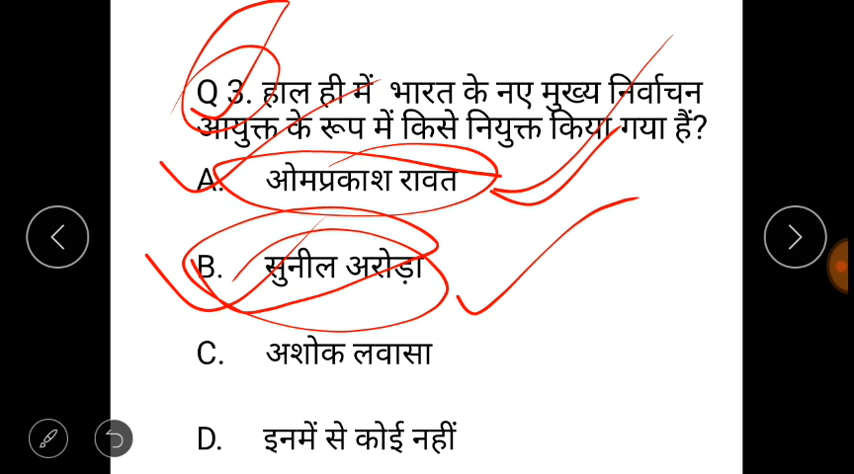 Q 3. हाल ही में भारत के नए मुख्य निर्वाचन
आयुक्त के रूप में किसे नियुक्त किया गया हैं?
A. ओमप्रकाश रावत
B. सुनील अरोड़ा
C. अशोक लवासा
D. इनमें से कोई नहीं